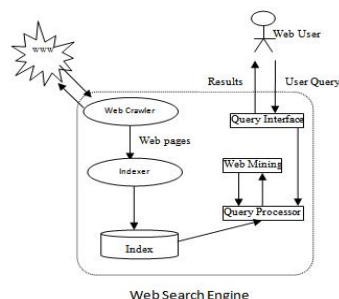 WWW
Web User
Results
User Query
Web Crawler
Query Interface
Web pages
Web Mining
Indexer
Query Processor
Index
Web Search Engine